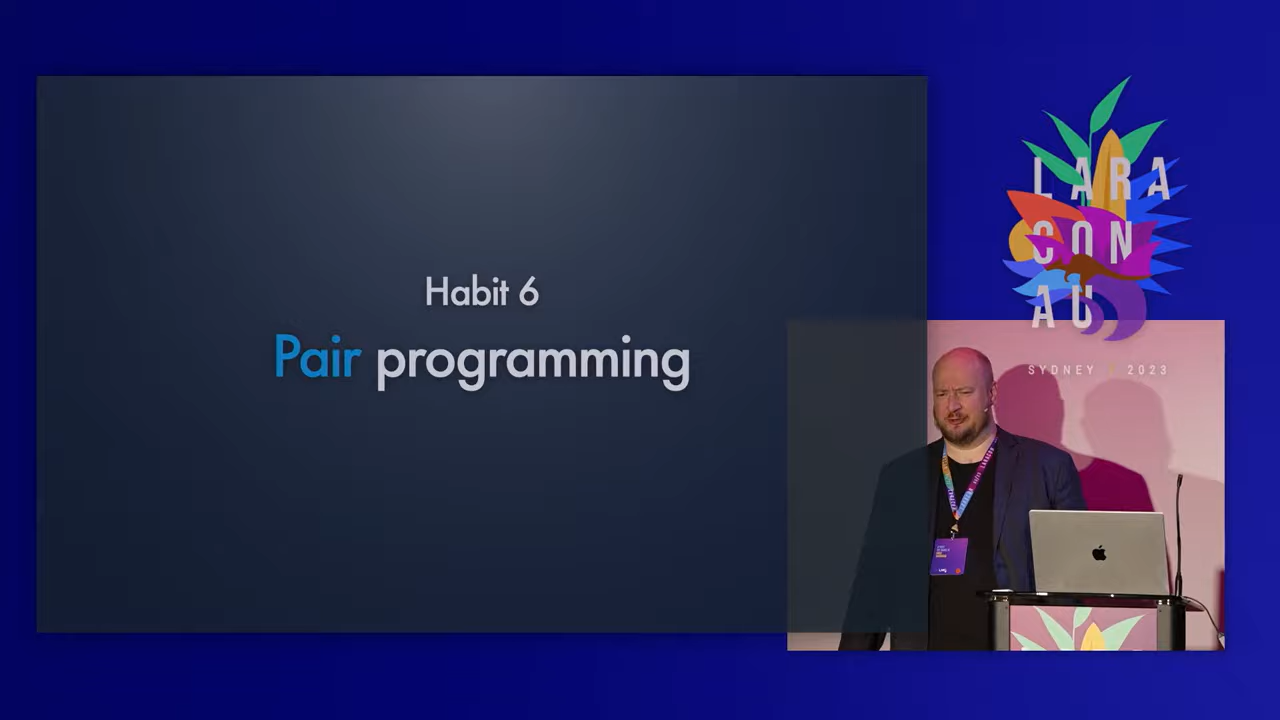 Habit 6
Pair programming
LARA
CON
AU
SYDNEY 2023